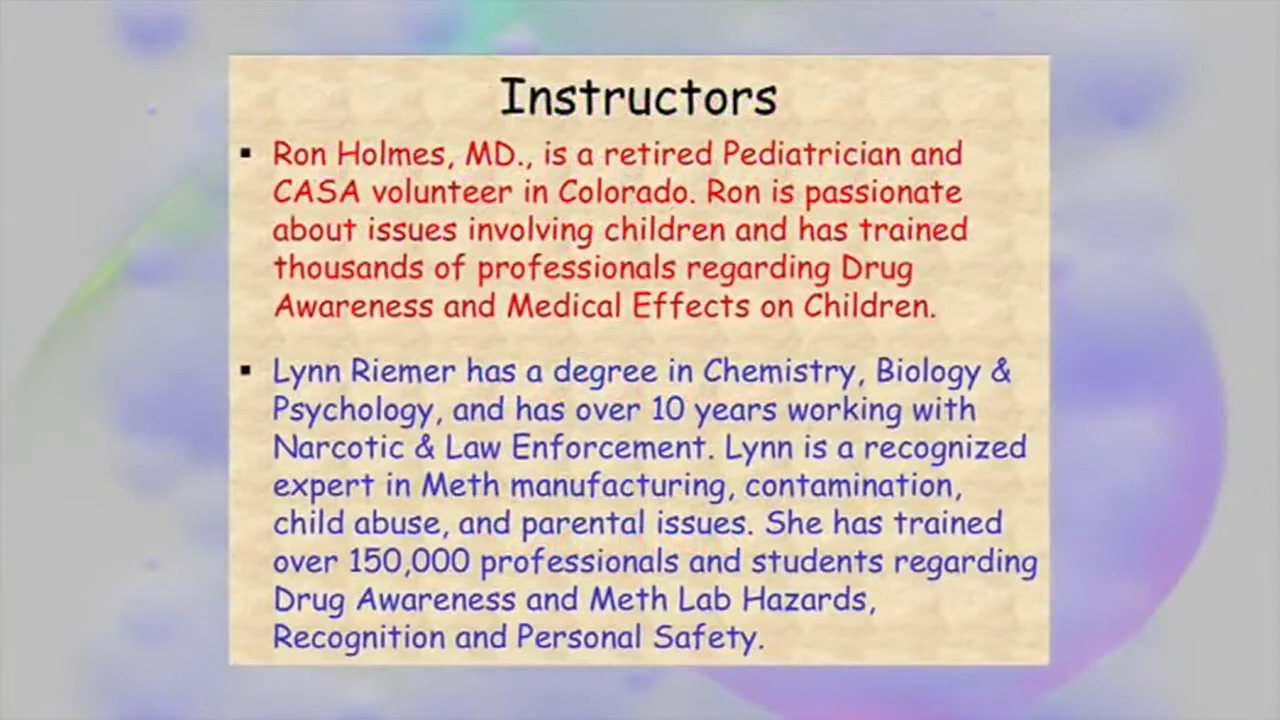 Instructors
▪ Ron Holmes, MD., is a retired Pediatrician and
CASA volunteer in Colorado. Ron is passionate
about issues involving children and has trained
thousands of professionals regarding Drug
Awareness and Medical Effects on Children.
▪ Lynn Riemer has a degree in Chemistry, Biology &
Psychology, and has over 10 years working with
Narcotic & Law Enforcement. Lynn is a recognized
expert in Meth manufacturing, contamination,
child abuse, and parental issues. She has trained
over 150,000 professionals and students regarding
Drug Awareness and Meth Lab Hazards,
Recognition and Personal Safety.